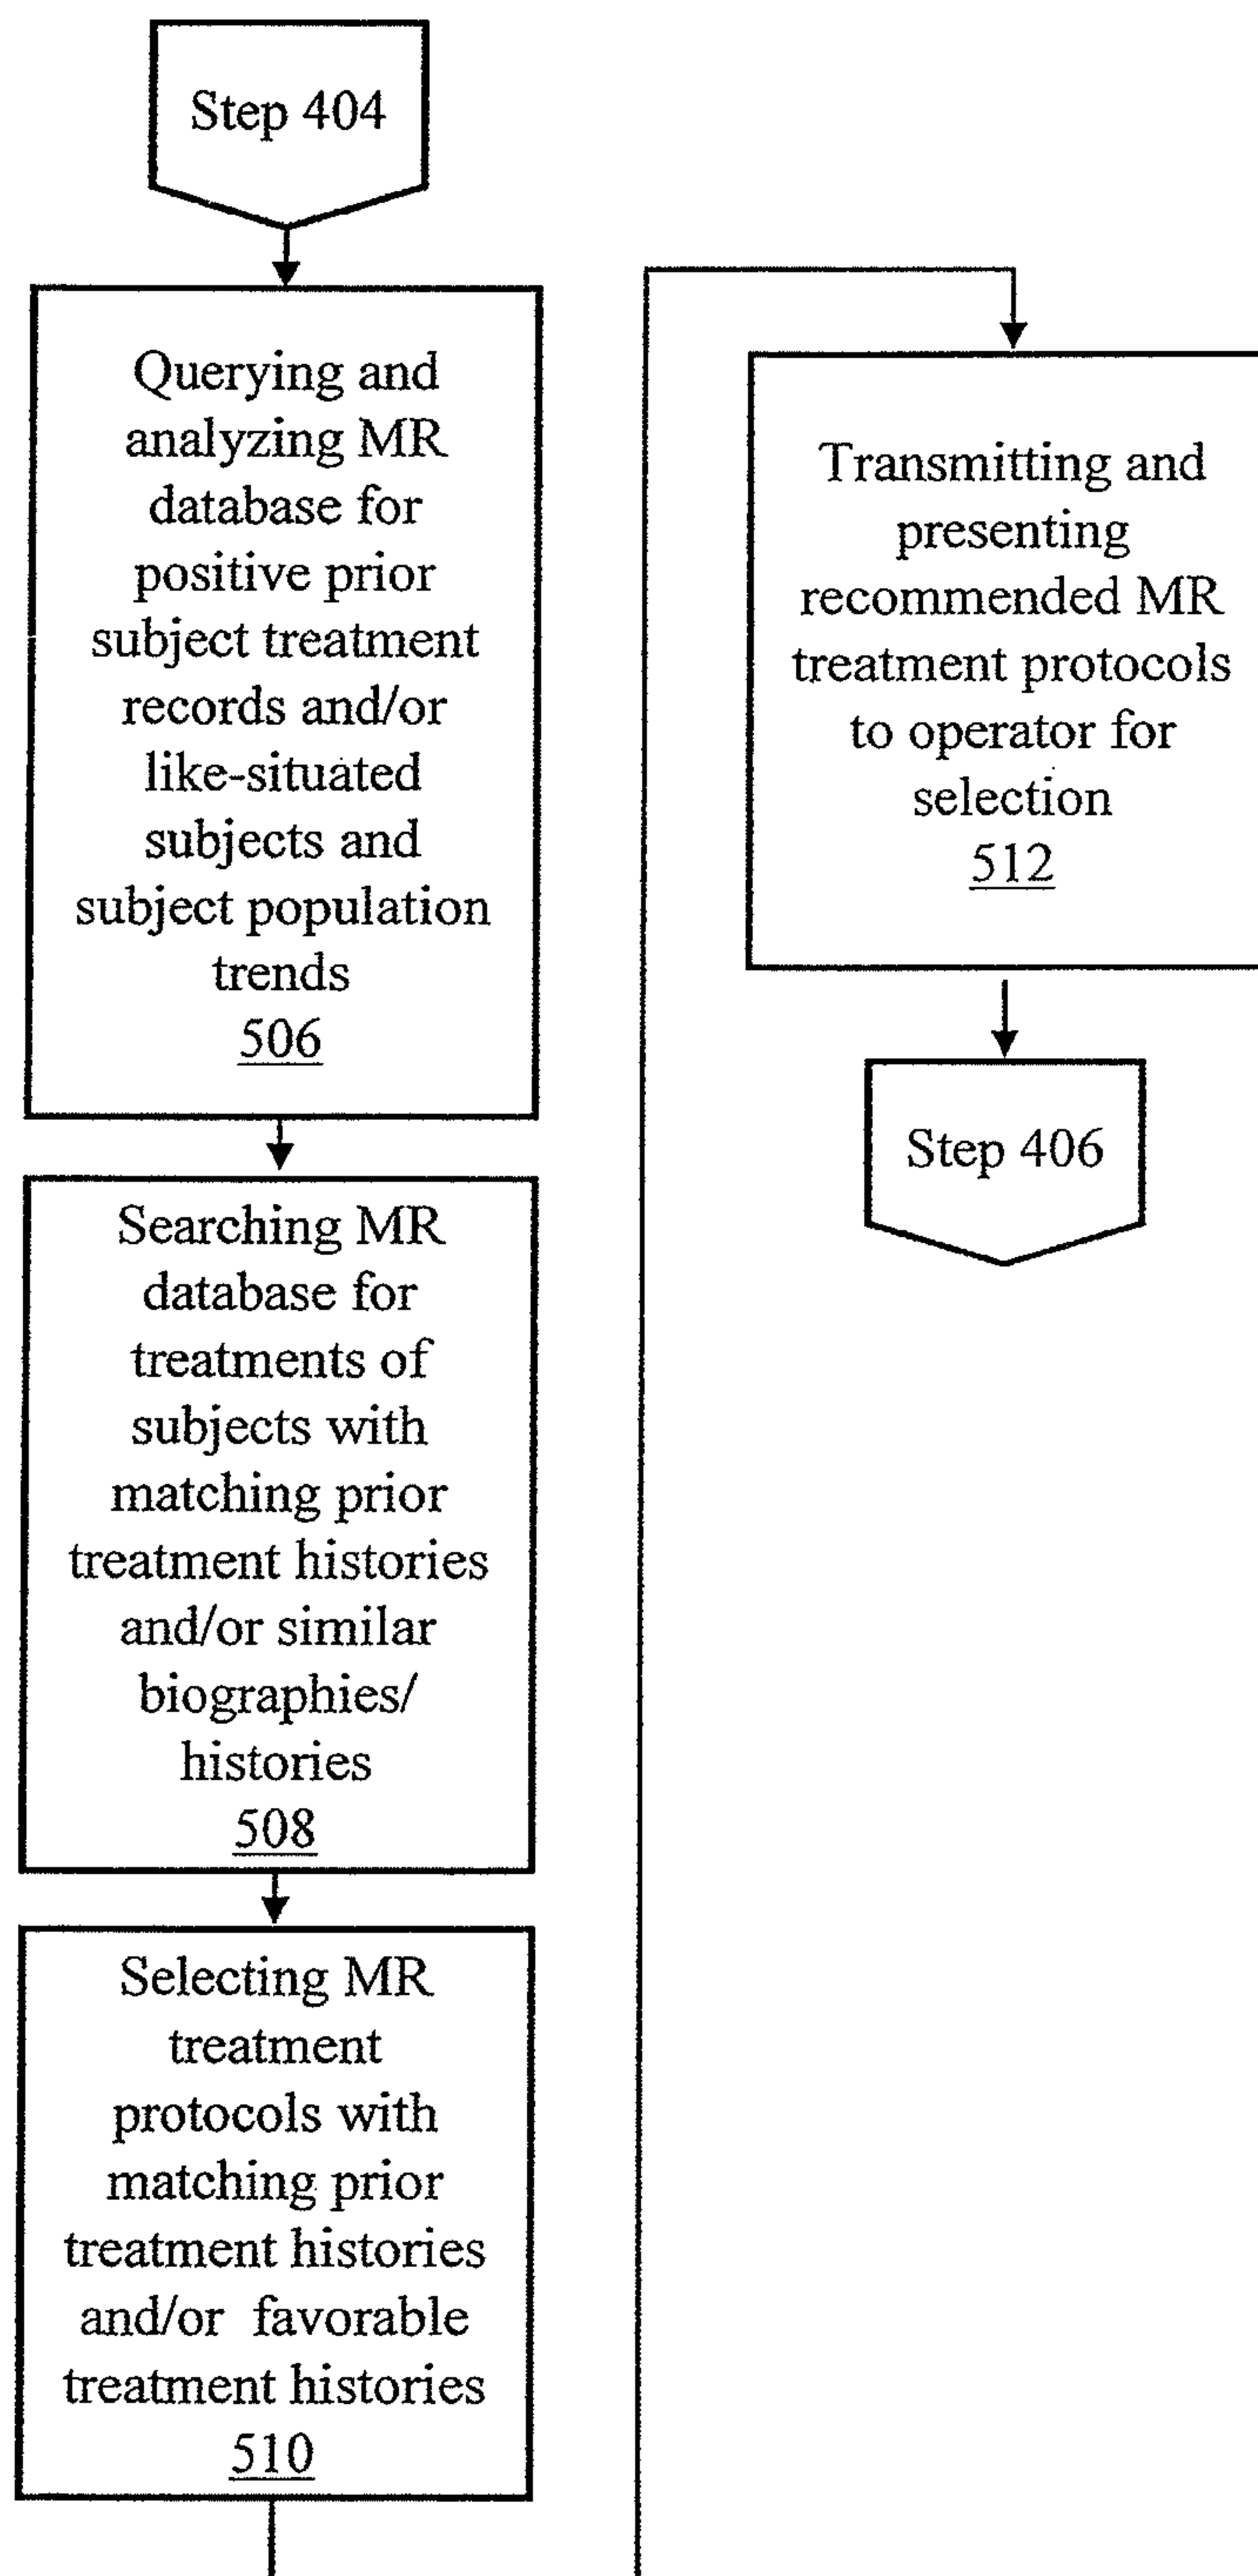 Step 404
Querying and
analyzing MR
database for
positive prior
subject treatment
records and/or
like-situated
subjects and
subject population
trends
506
Searching MR
database for
treatments of
subjects with
matching prior
treatment histories
and/or similar
biographies/
histories
508
Selecting MR
treatment
protocols with
matching prior
treatment histories
and/or favorable
treatment histories
510
Transmitting and
presenting
recommended MR
treatment protocols
to operator for
selection
512
Step 406